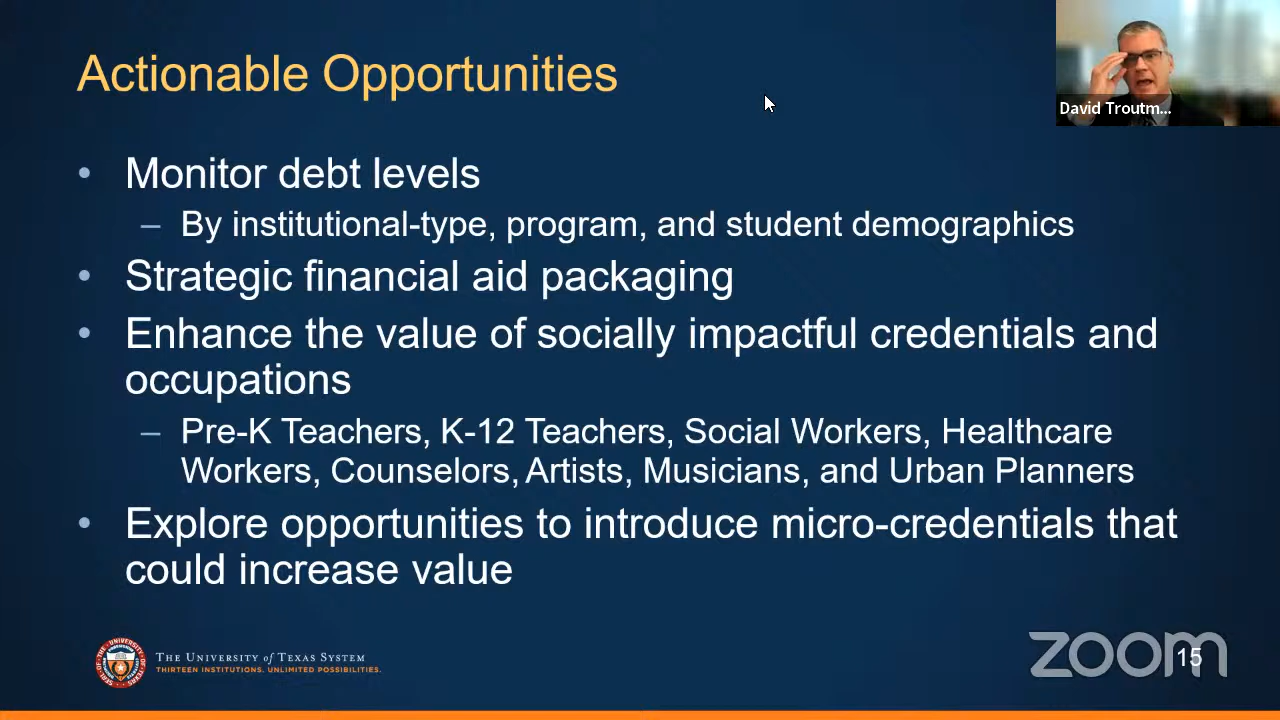 Actionable Opportunities
David Troutm...
• Monitor debt levels
– By institutional-type, program, and student demographics
• Strategic financial aid packaging
• Enhance the value of socially impactful credentials and
occupations
– Pre-K Teachers, K-12 Teachers, Social Workers, Healthcare
Workers, Counselors, Artists, Musicians, and Urban Planners
• Explore opportunities to introduce micro-credentials that
could increase value
THE UNIVERSITY of TEXAS SYSTEM
THIRTEEN INSTITUTIONS. UNLIMITED POSSIBILITIES.
zoom
15